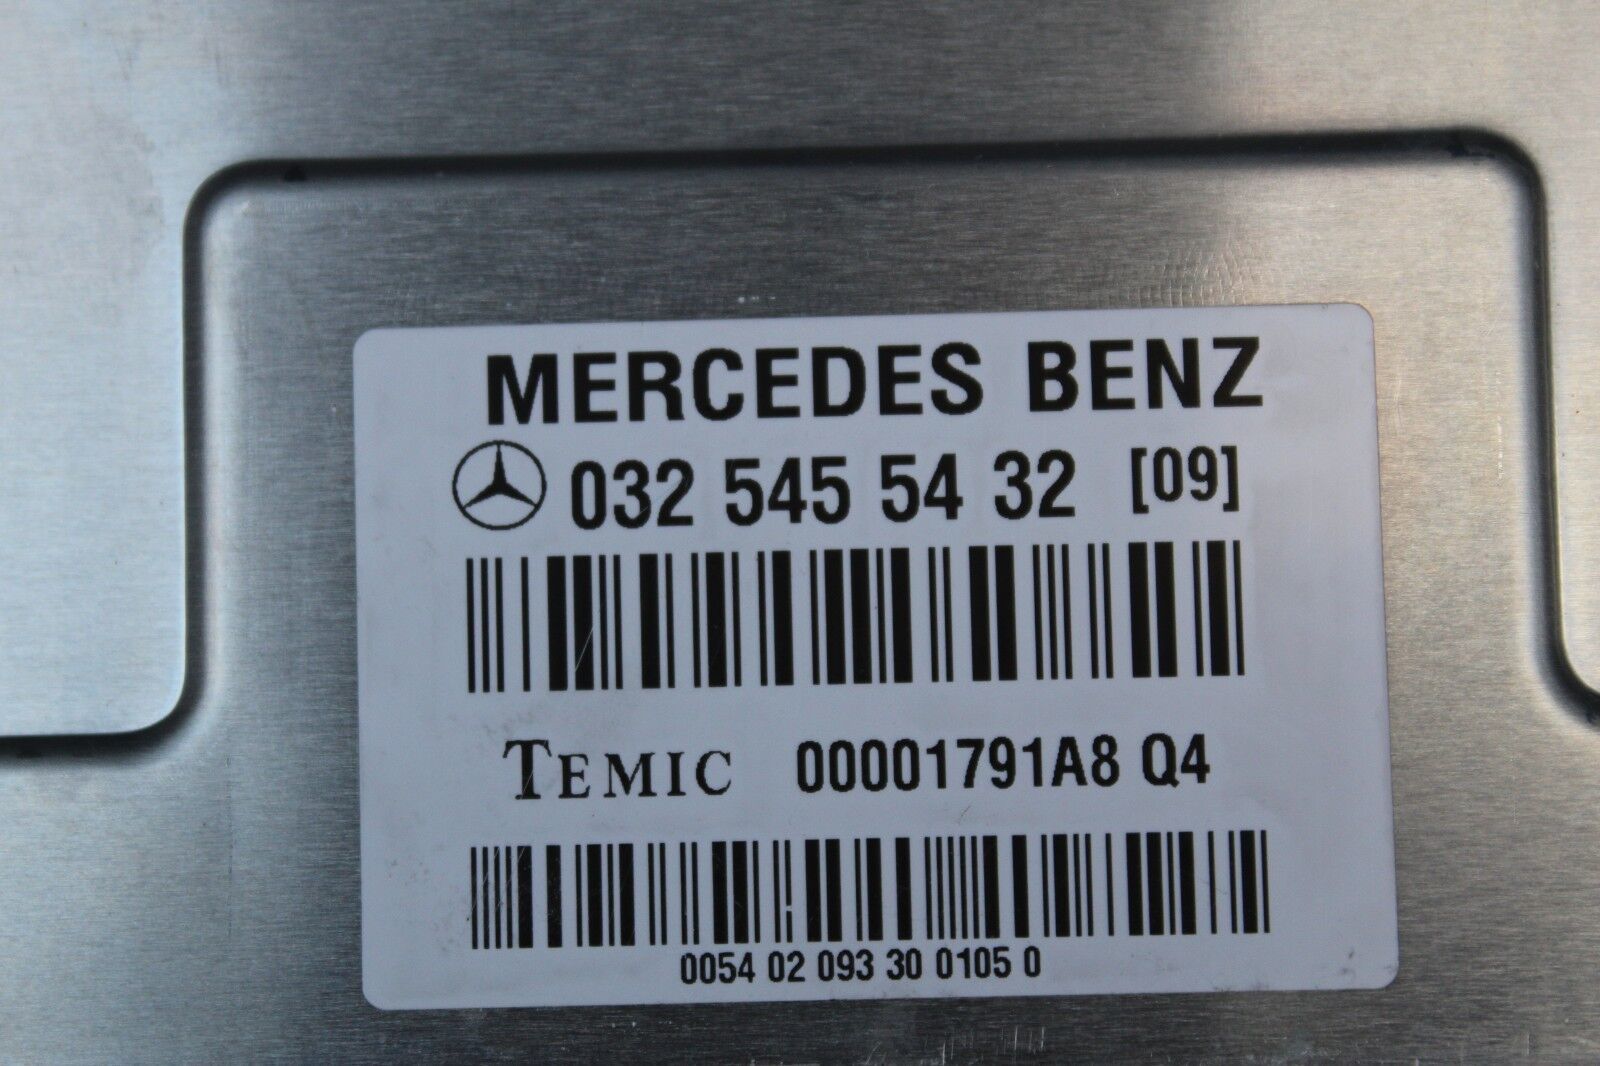 MERCEDES BENZ
032 545 54 32 [09]
TEMIC 00001791A8 Q4
0054 02 093 30 0105 0